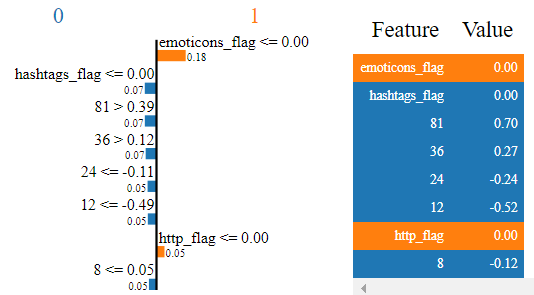 0 1
emoticons_flag <= 0.00
0.18
hashtags_flag <= 0.00
0.07
81 > 0.39
0.07
36 > 0.12
0.07
24 <= -0.11
0.05
12 <= -0.49
0.05
http_flag <= 0.00
0.05
8 <= 0.05
0.05
Feature Value
emoticons_flag 0.00
hashtags_flag 0.00
81 0.70
36 0.27
24 -0.24
12 -0.52
http_flag 0.00
8 -0.12